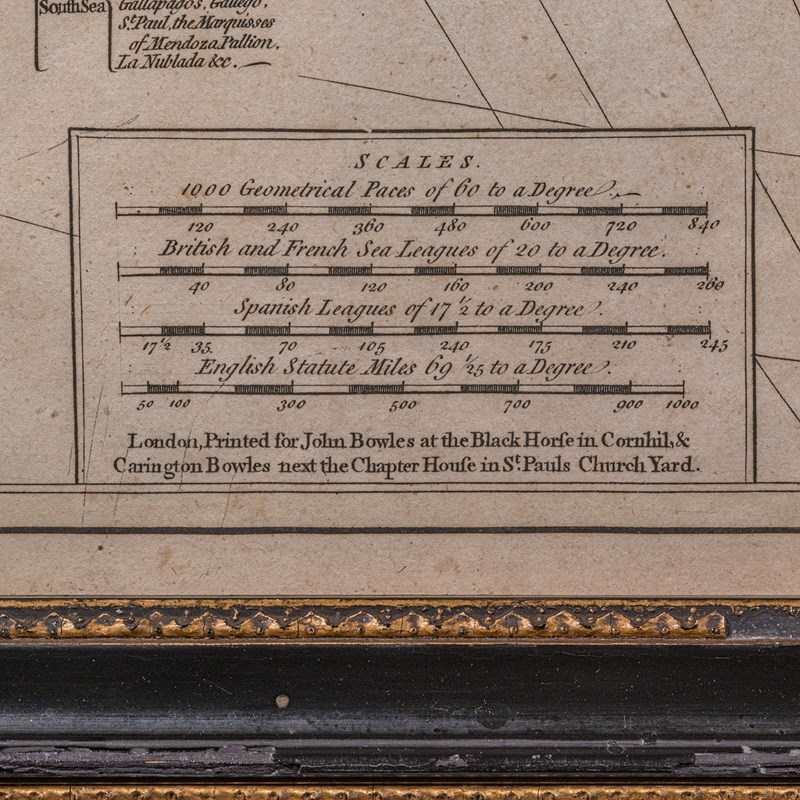 South Sea
Gallapagos, Gallego,
St. Paul, the Marquisses
of Mendoza, Pallion.
La Nublada &c.
SCALES.
1000 Geometrical Paces of 60 to a Degree.
120 240 360 480 600 720 840
British and French Sea Leagues of 20 to a Degree.
40 80 120 160 200 240 280
Spanish Leagues of 17 1/2 to a Degree.
17 1/2 35 70 105 240 175 210 245
English Statute Miles 69 1/25 to a Degree.
50 100 300 500 700 900 1000
London, Printed for John Bowles at the Black Horſe in Cornhil, &
Carington Bowles next the Chapter Houſe in St. Pauls Church Yard.